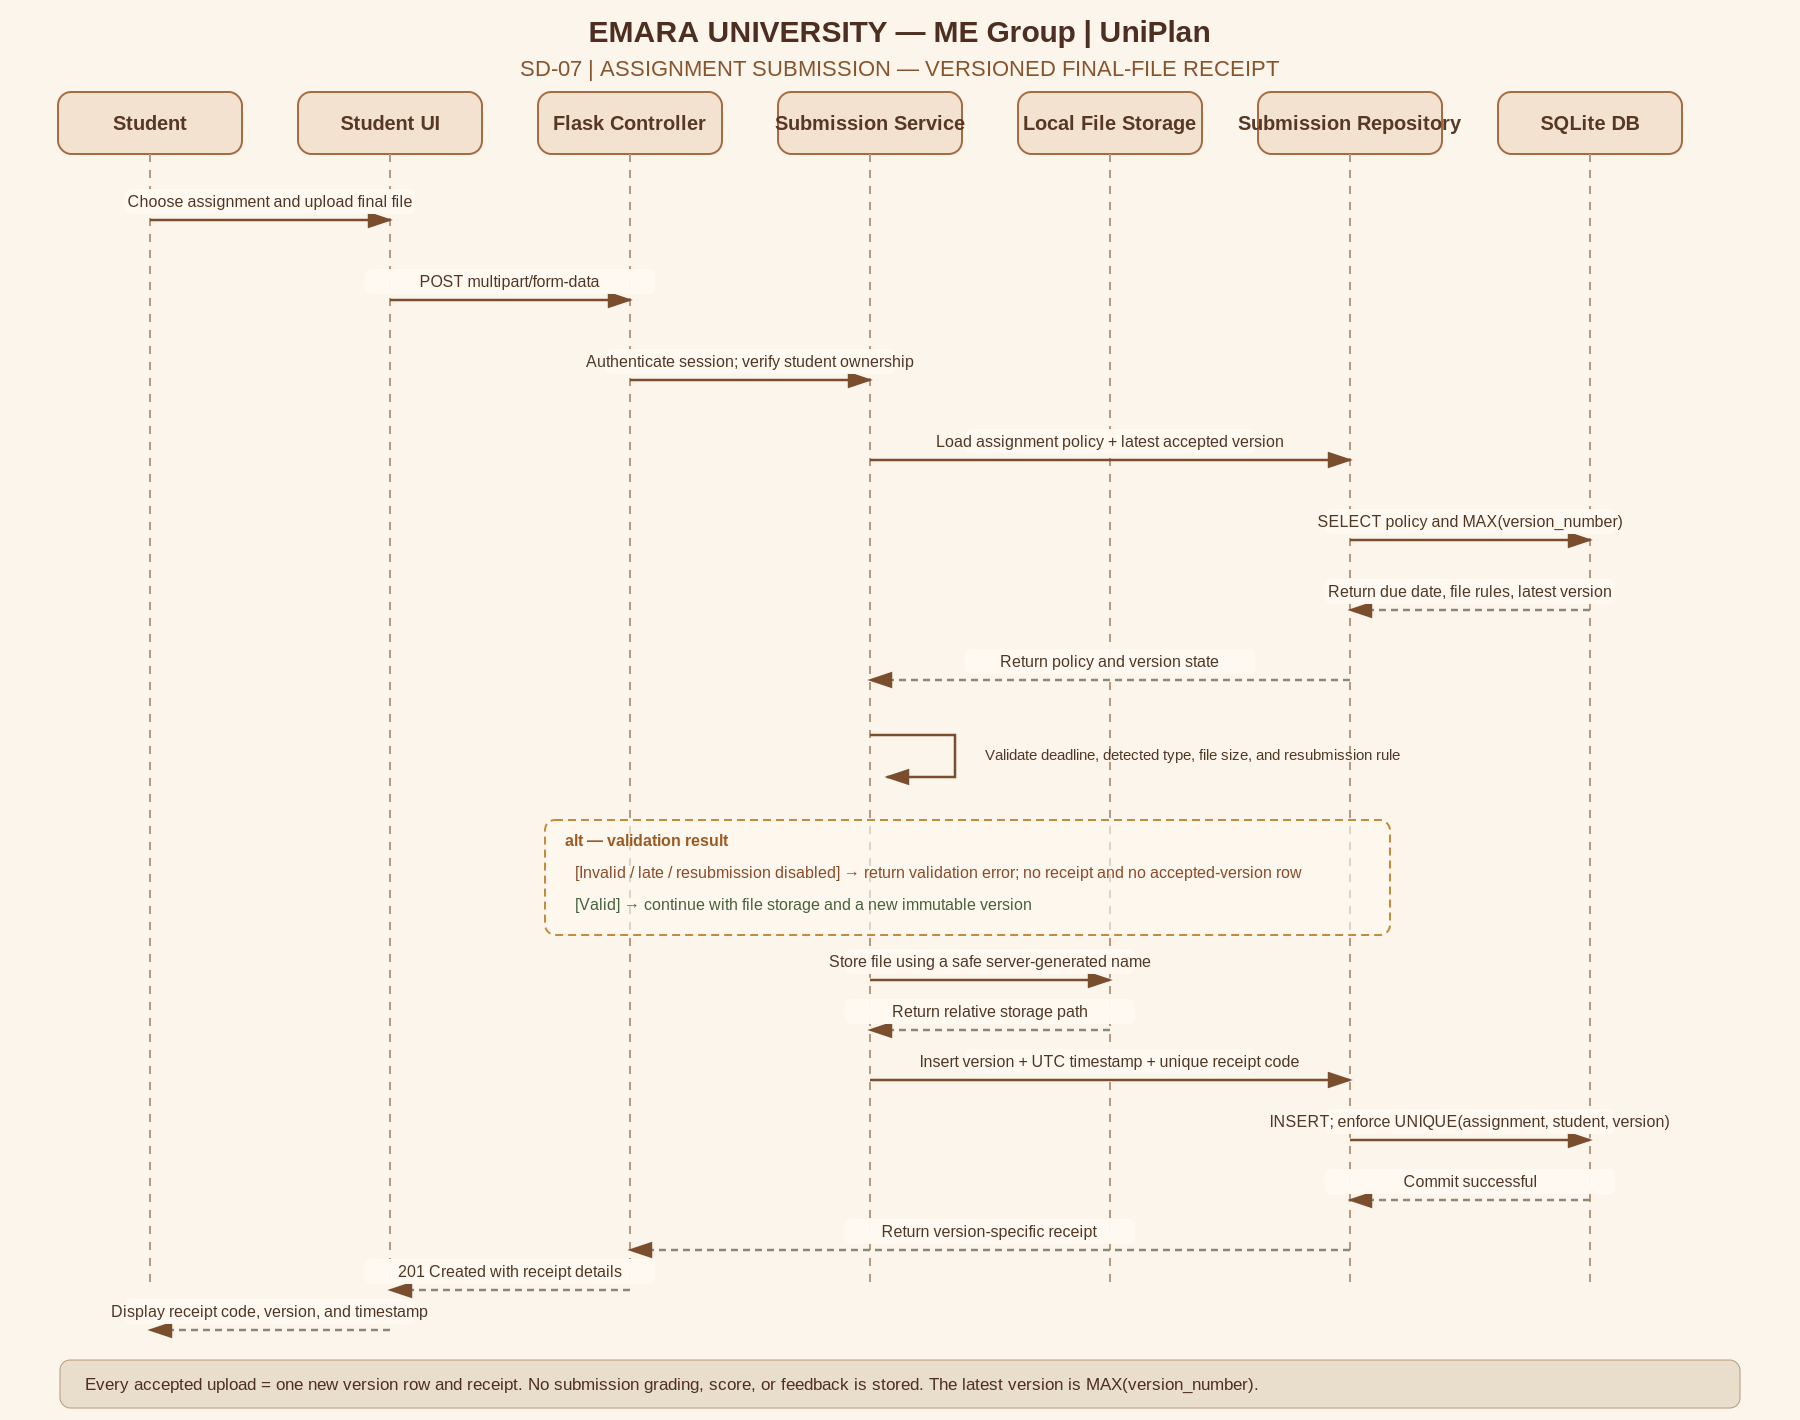 EMARA UNIVERSITY — ME Group | UniPlan
SD-07 | ASSIGNMENT SUBMISSION — VERSIONED FINAL-FILE RECEIPT
Student
Student UI
Flask Controller
Submission Service
Local File Storage
Submission Repository
SQLite DB
Choose assignment and upload final file
POST multipart/form-data
Authenticate session; verify student ownership
Load assignment policy + latest accepted version
SELECT policy and MAX(version_number)
Return due date, file rules, latest version
Return policy and version state
Validate deadline, detected type, file size, and resubmission rule
alt — validation result
[Invalid / late / resubmission disabled] → return validation error; no receipt and no accepted-version row
[Valid] → continue with file storage and a new immutable version
Store file using a safe server-generated name
Return relative storage path
Insert version + UTC timestamp + unique receipt code
INSERT; enforce UNIQUE(assignment, student, version)
Commit successful
Return version-specific receipt
201 Created with receipt details
Display receipt code, version, and timestamp
Every accepted upload = one new version row and receipt. No submission grading, score, or feedback is stored. The latest version is MAX(version_number).